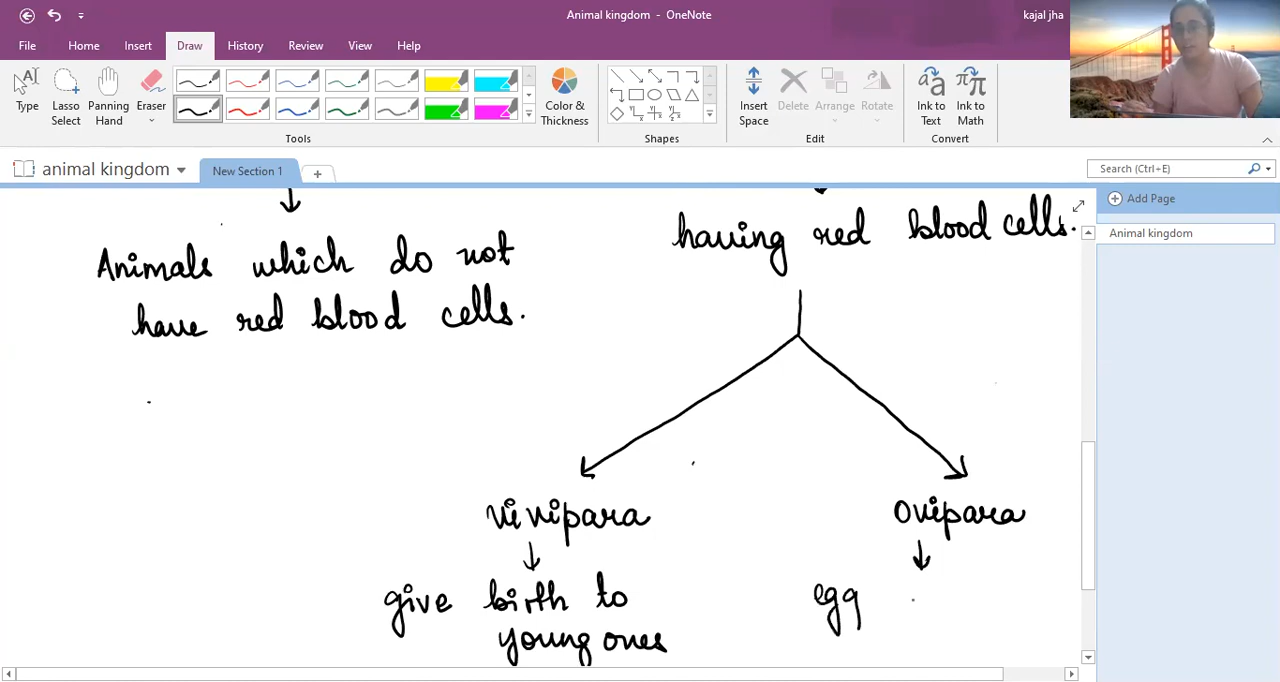 Animal kingdom - OneNote
kajal jha
File Home Insert Draw History Review View Help
Type
Lasso Select
Panning Hand
Eraser
Color & Thickness
Insert Space
Delete
Arrange
Rotate
Ink to Text
Ink to Math
Tools
Shapes
Edit
Convert
animal kingdom
New Section 1
Search (Ctrl+E)
Add Page
Animal kingdom
having red blood cells.
Animals which do not
have red blood cells.
vivipara
ovipara
give birth to
young ones
egg